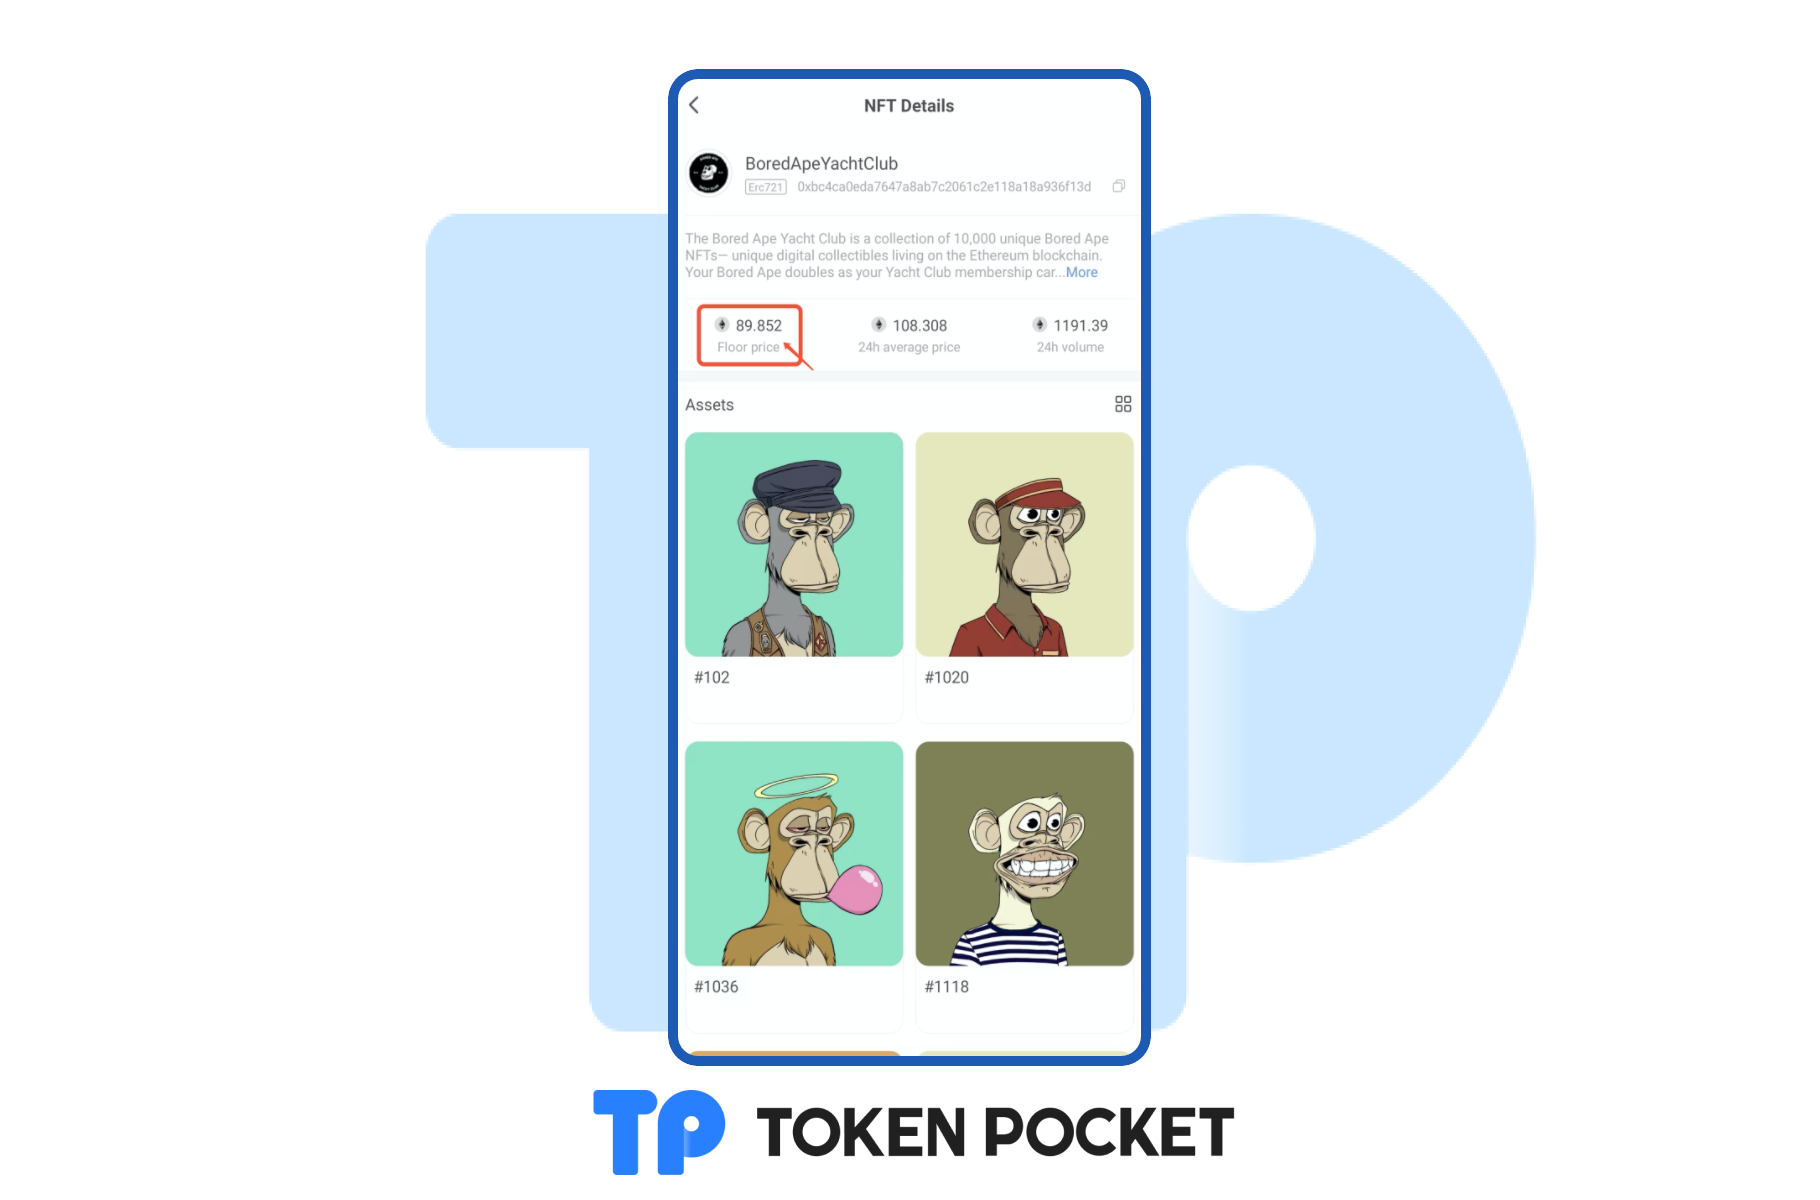 NFT Details
BoredApeYachtClub
Erc721 0xbc4ca0eda7647a8ab7c2061c2e118a18a936f13d
The Bored Ape Yacht Club is a collection of 10,000 unique Bored Ape
NFTs— unique digital collectibles living on the Ethereum blockchain.
Your Bored Ape doubles as your Yacht Club membership car...More
89.852 108.308 1191.39
Floor price 24h average price 24h volume
Assets
#102 #1020
#1036 #1118
TP TOKEN POCKET